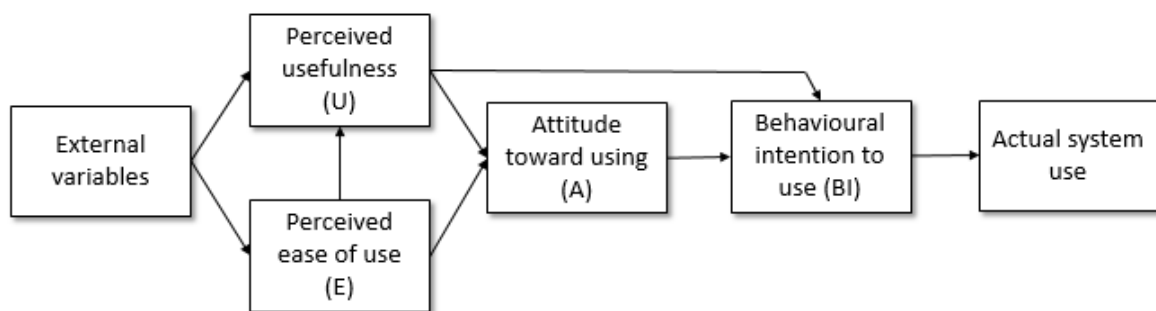 External
variables
Perceived
usefulness
(U)
Perceived
ease of use
(E)
Attitude
toward using
(A)
Behavioural
intention to
use (BI)
Actual system
use